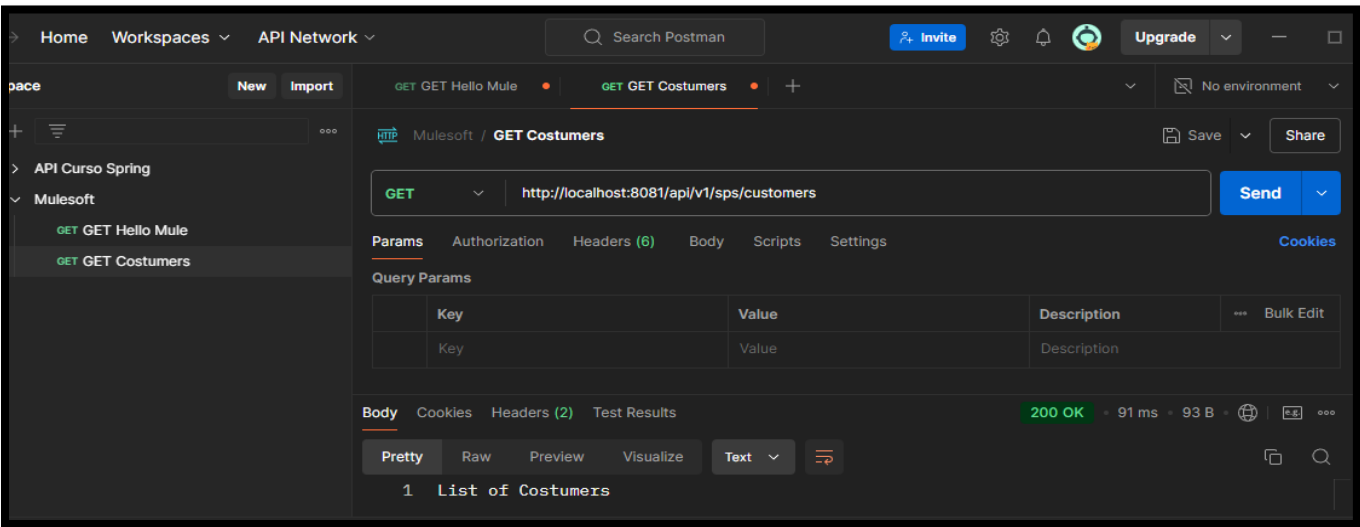 Home Workspaces API Network Search Postman Invite Upgrade
pace New Import GET GET Hello Mule GET GET Costumers No environment
HTTP Mulesoft / GET Costumers Save Share
API Curso Spring
Mulesoft
GET GET Hello Mule
GET GET Costumers
GET http://localhost:8081/api/v1/sps/customers Send
Params Authorization Headers (6) Body Scripts Settings Cookies
Query Params
Key Value Description Bulk Edit
Key Value Description
Body Cookies Headers (2) Test Results 200 OK 91 ms 93 B e.g.
Pretty Raw Preview Visualize Text
1 List of Costumers